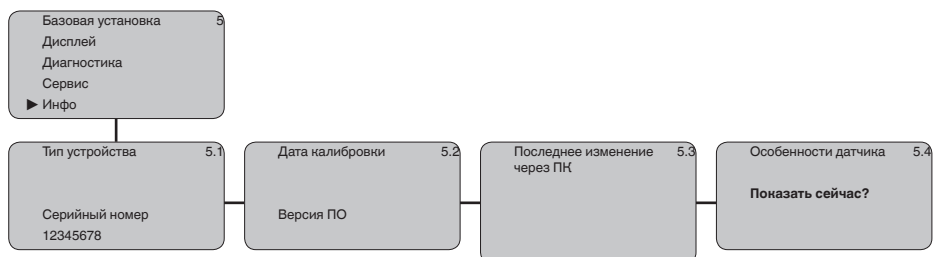 Базовая установка 5
Дисплей
Диагностика
Сервис
▶ Инфо
Тип устройства 5.1
Серийный номер
12345678
Дата калибровки 5.2
Версия ПО
Последнее изменение 5.3
через ПК
Особенности датчика 5.4
Показать сейчас?